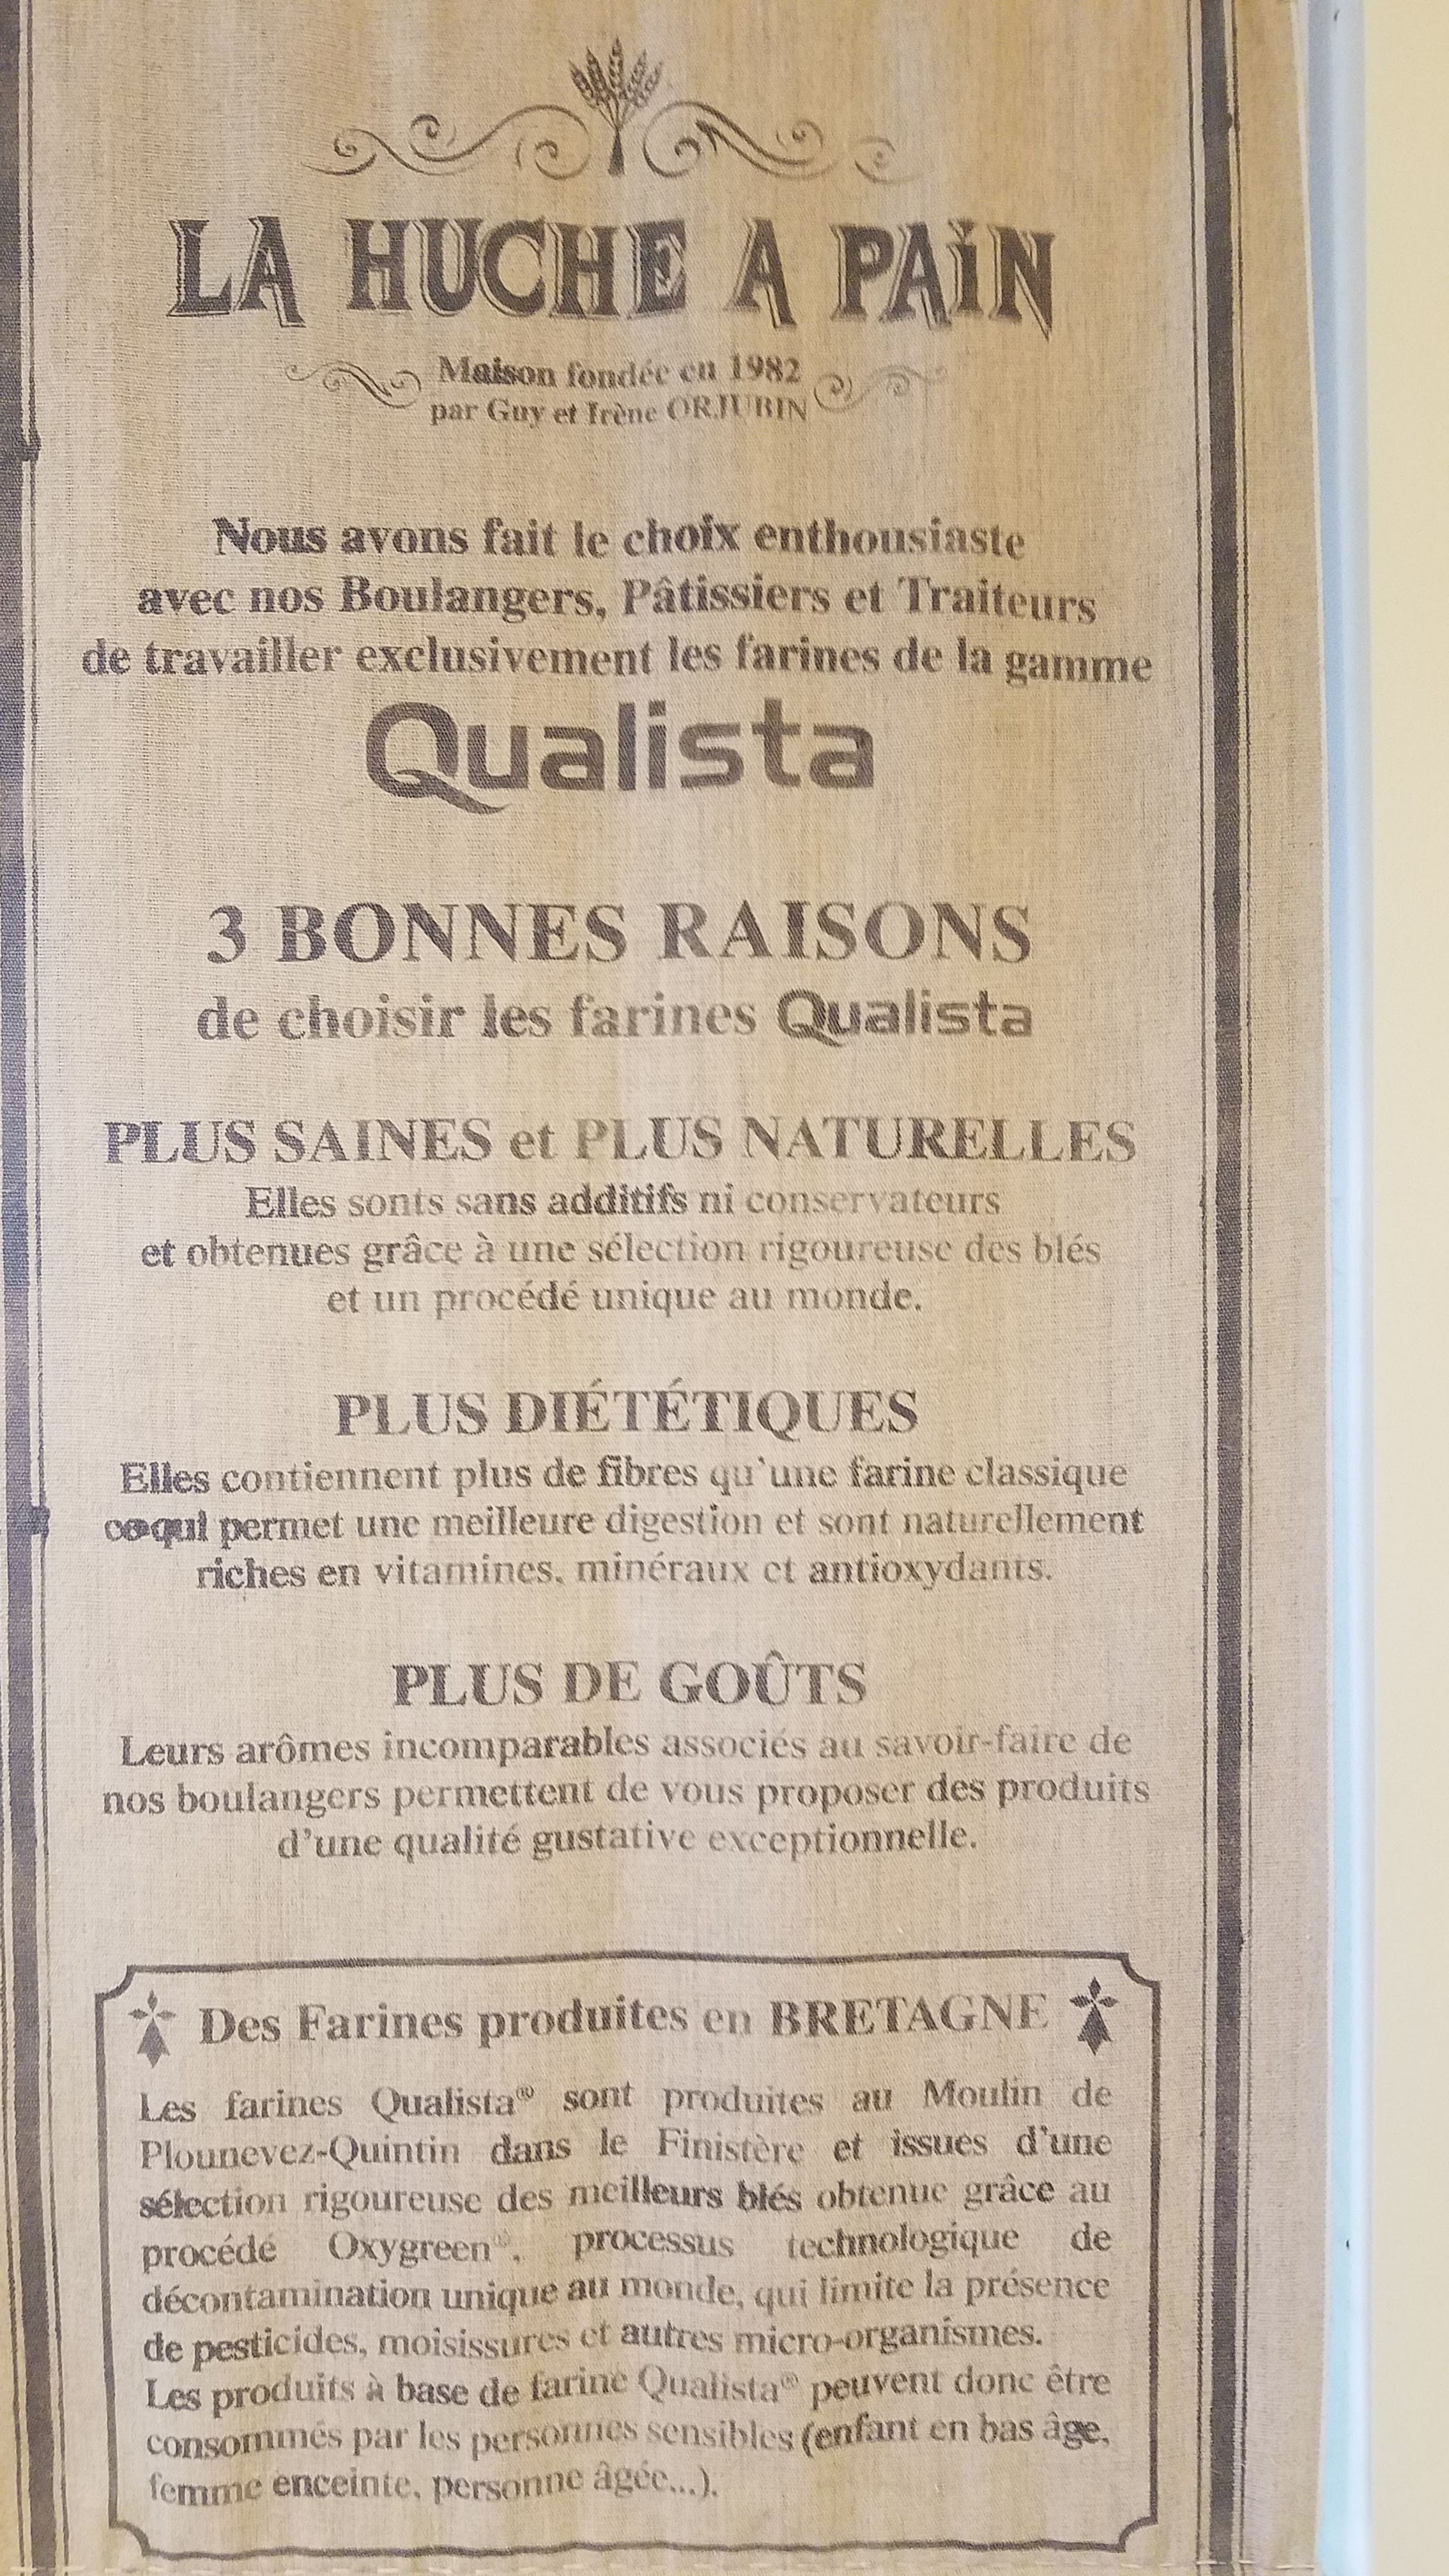 LA HUCHE A PAiN
Maison fondée en 1982
par Guy et Irène ORJUBIN
Nous avons fait le choix enthousiaste
avec nos Boulangers, Pâtissiers et Traiteurs
de travailler exclusivement les farines de la gamme
Qualista
3 BONNES RAISONS
de choisir les farines Qualista
PLUS SAINES et PLUS NATURELLES
Elles sonts sans additifs ni conservateurs
et obtenues grâce à une sélection rigoureuse des blés
et un procédé unique au monde.
PLUS DIÉTÉTIQUES
Elles contiennent plus de fibres qu'une farine classique
ce qui permet une meilleure digestion et sont naturellement
riches en vitamines, minéraux et antioxydants.
PLUS DE GOÛTS
Leurs arômes incomparables associés au savoir-faire de
nos boulangers permettent de vous proposer des produits
d'une qualité gustative exceptionnelle.
Des Farines produites en BRETAGNE
Les farines Qualista® sont produites au Moulin de
Plounevez-Quintin dans le Finistère et issues d'une
sélection rigoureuse des meilleurs blés obtenue grâce au
procédé Oxygreen®, processus technologique de
décontamination unique au monde, qui limite la présence
de pesticides, moisissures et autres micro-organismes.
Les produits à base de farine Qualista® peuvent donc être
consommés par les personnes sensibles (enfant en bas âge,
femme enceinte, personne âgée...).